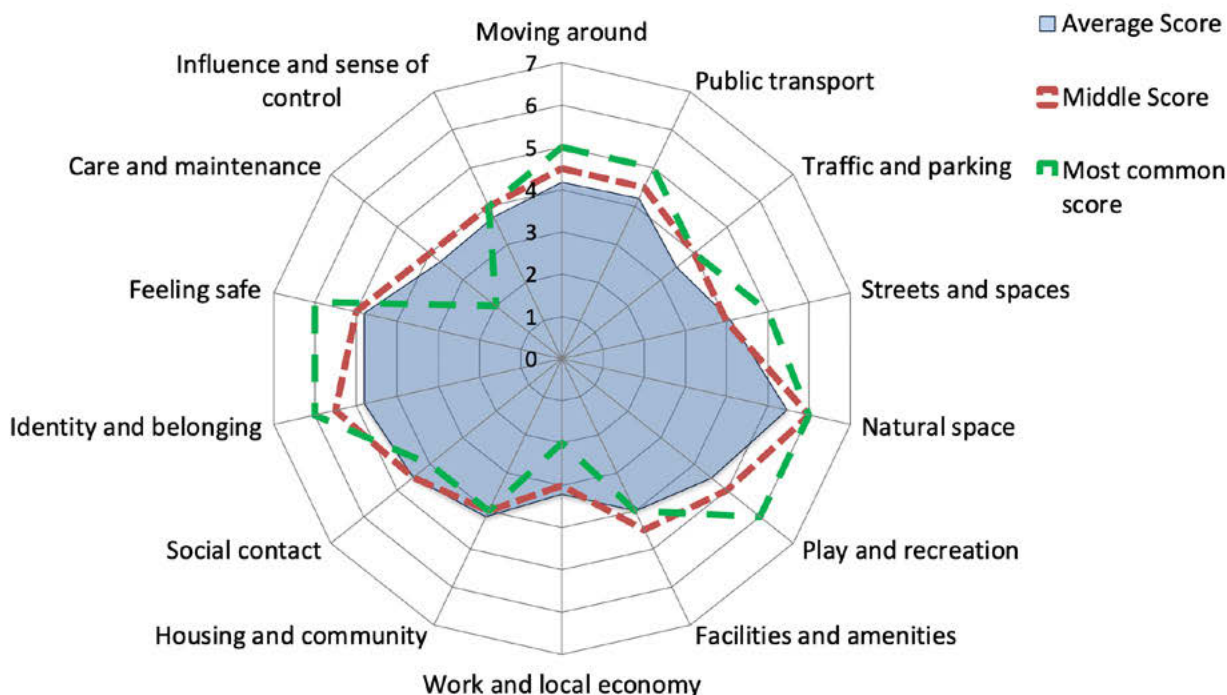 Moving around
Average Score
Influence and sense of
control
Public transport
Middle Score
Care and maintenance
Traffic and parking
Most common
score
Feeling safe
Streets and spaces
Identity and belonging
Natural space
Social contact
Play and recreation
Housing and community
Facilities and amenities
Work and local economy
7
6
5
4
3
2
1
0